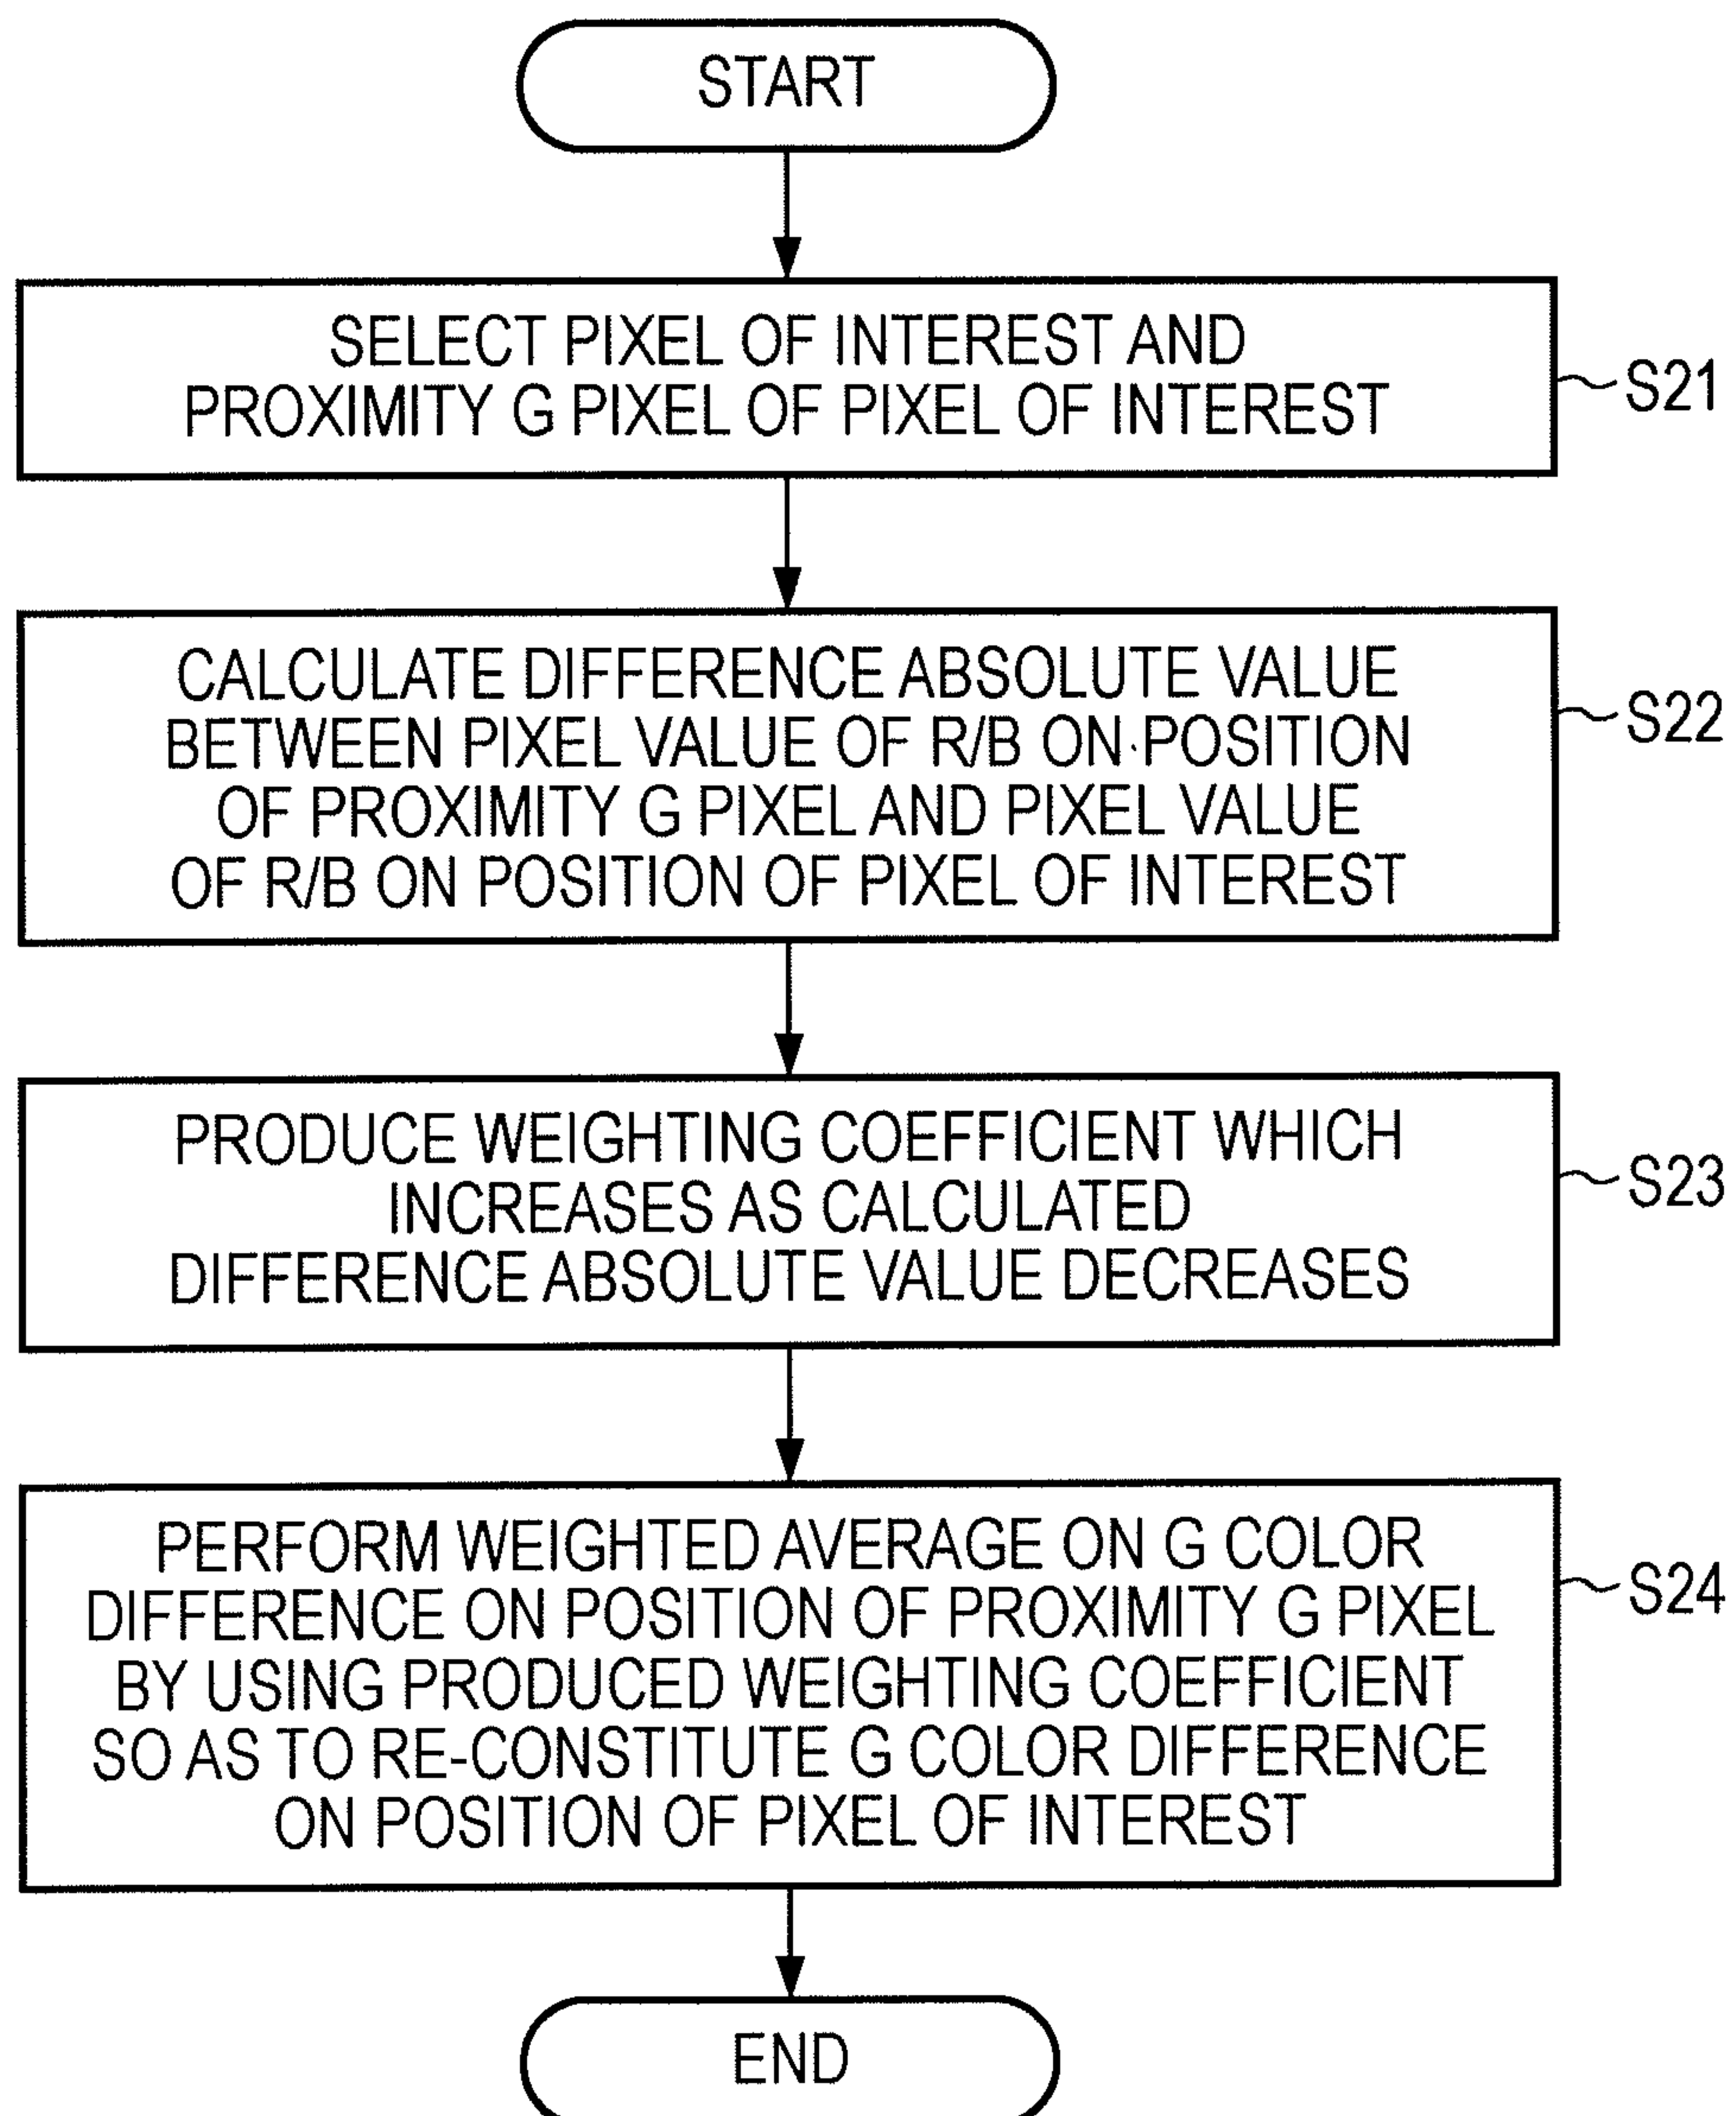 START
SELECT PIXEL OF INTEREST AND
PROXIMITY G PIXEL OF PIXEL OF INTEREST
S21
CALCULATE DIFFERENCE ABSOLUTE VALUE
BETWEEN PIXEL VALUE OF R/B ON POSITION
OF PROXIMITY G PIXEL AND PIXEL VALUE
OF R/B ON POSITION OF PIXEL OF INTEREST
S22
PRODUCE WEIGHTING COEFFICIENT WHICH
INCREASES AS CALCULATED
DIFFERENCE ABSOLUTE VALUE DECREASES
S23
PERFORM WEIGHTED AVERAGE ON G COLOR
DIFFERENCE ON POSITION OF PROXIMITY G PIXEL
BY USING PRODUCED WEIGHTING COEFFICIENT
SO AS TO RE-CONSTITUTE G COLOR DIFFERENCE
ON POSITION OF PIXEL OF INTEREST
S24
END